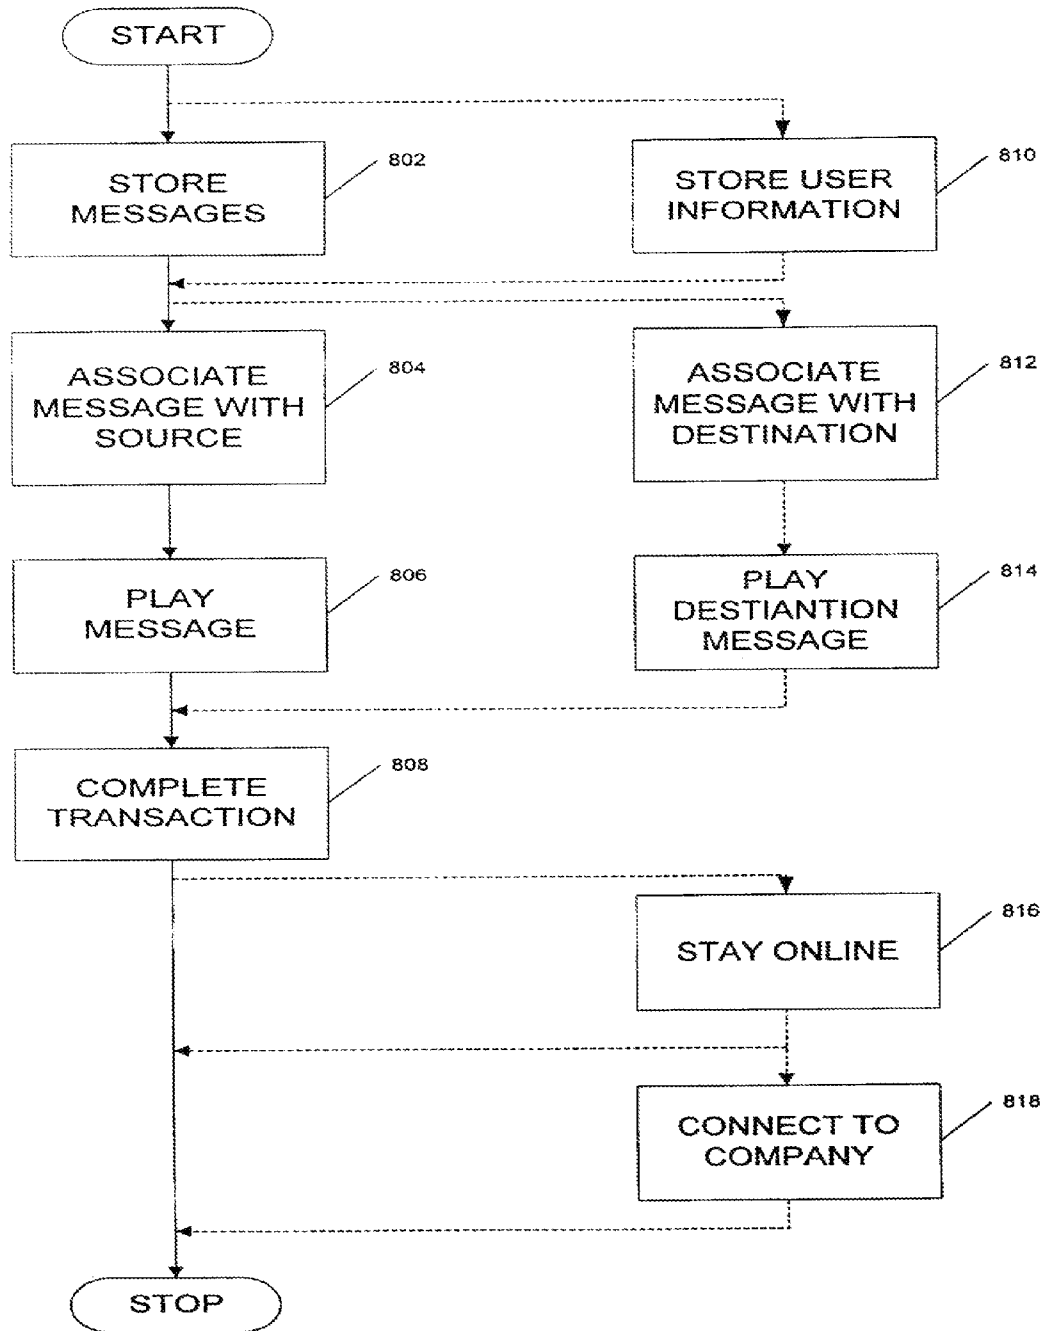 START
STORE
MESSAGES
802
STORE USER
INFORMATION
810
ASSOCIATE
MESSAGE WITH
SOURCE
804
ASSOCIATE
MESSAGE WITH
DESTINATION
812
PLAY
MESSAGE
806
PLAY
DESTIANTION
MESSAGE
814
COMPLETE
TRANSACTION
808
STAY ONLINE
816
CONNECT TO
COMPANY
818
STOP